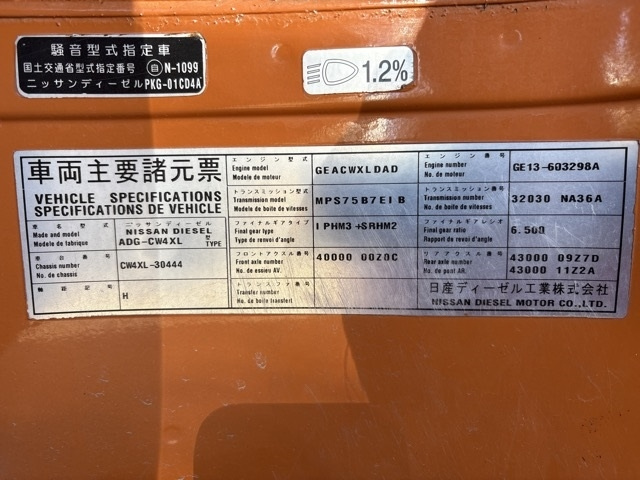 騒音型式指定車
国土交通省型式指定番号 自 N-1099
ニッサンディーゼル PKG-01CD4A
1.2%
車両主要諸元票
VEHICLE SPECIFICATIONS
SPECIFICATIONS DE VEHICLE
車名型式 ニッサンディーゼル
Made and model NISSAN DIESEL
Modele de fabrique ADG-CW4XL TYPE
車台番号
Chassis number CW4XL-30444
No. de chassis
H
エンジン型式
Engine model GEACWXLDAD
Modele de moteur
トランスミッション型式
Transmission model MPS75B7EI B
Modele de boite de vitesses
ファイナルギアタイプ
Final gear type I PHM3 +SRHM2
Type de renvoi d'angle
フロントアクスル番号
Front axle number 40000 00Z0C
No. de essieu AV.
トランスファ番号
Transfer number
No. de boite transfert
エンジン番号
Engine number GE13-603298A
No. de moteur
トランスミッション番号
Transmission number 32030 NA36A
No. de boite de vitesses
ファイナルギアレシオ
Final gear ratio 6.500
Rapport de renvoi d'angle
リアアクスル番号 43000 09Z7D
Rear axle number 43000 11Z2A
No. de pont AR.
日産ディーゼル工業株式会社
NISSAN DIESEL MOTOR CO.,LTD.